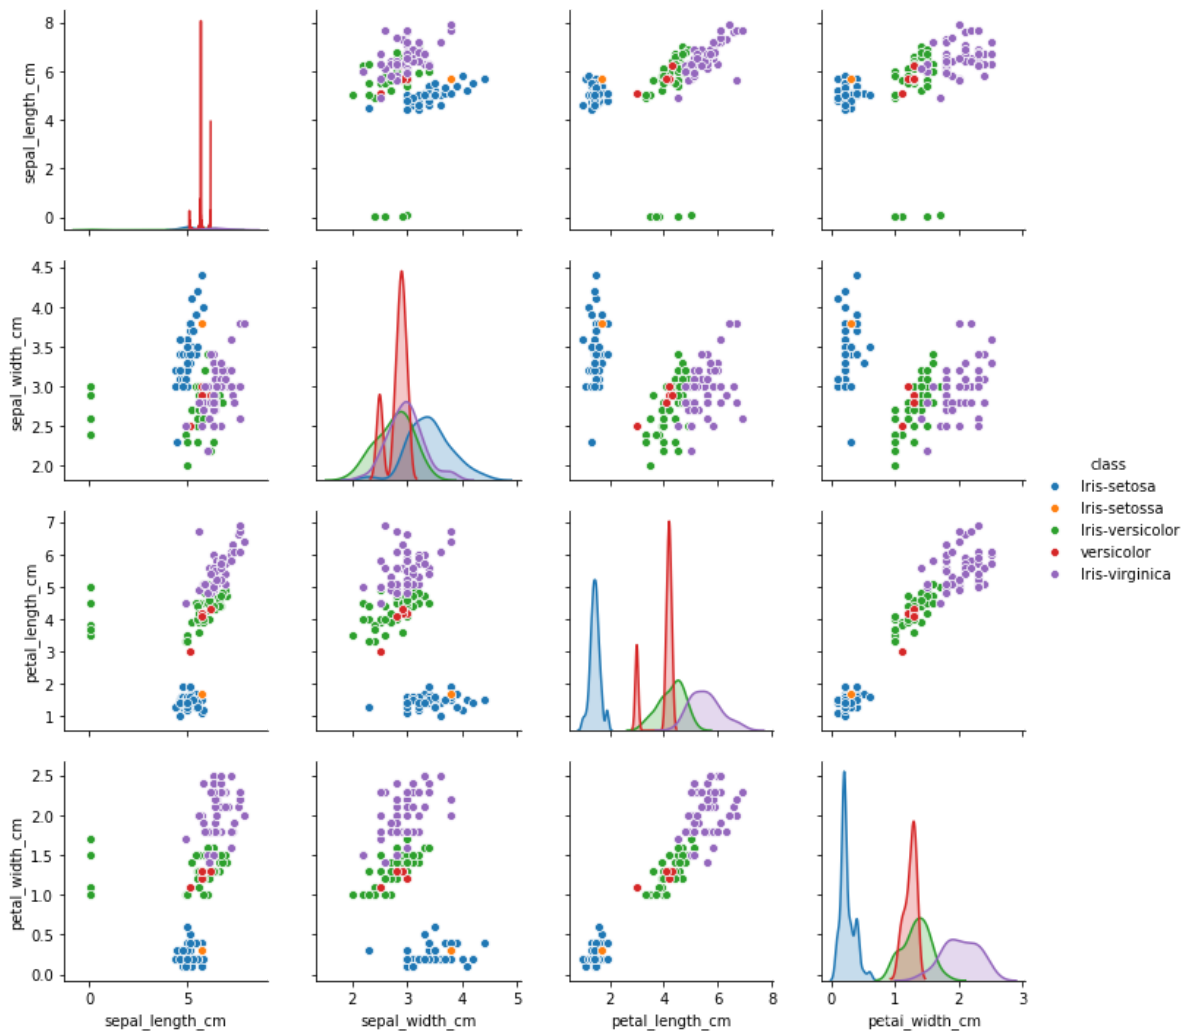 8
6
4
2
0
sepal_length_cm
4.5
4.0
3.5
3.0
2.5
2.0
sepal_width_cm
class
Iris-setosa
Iris-setossa
Iris-versicolor
versicolor
Iris-virginica
7
6
5
4
3
2
1
petal_length_cm
2.5
2.0
1.5
1.0
0.5
0.0
petal_width_cm
0 5
2 3 4 5
2 4 6 8
0 1 2 3
sepal_length_cm
sepal_width_cm
petal_length_cm
petal_width_cm